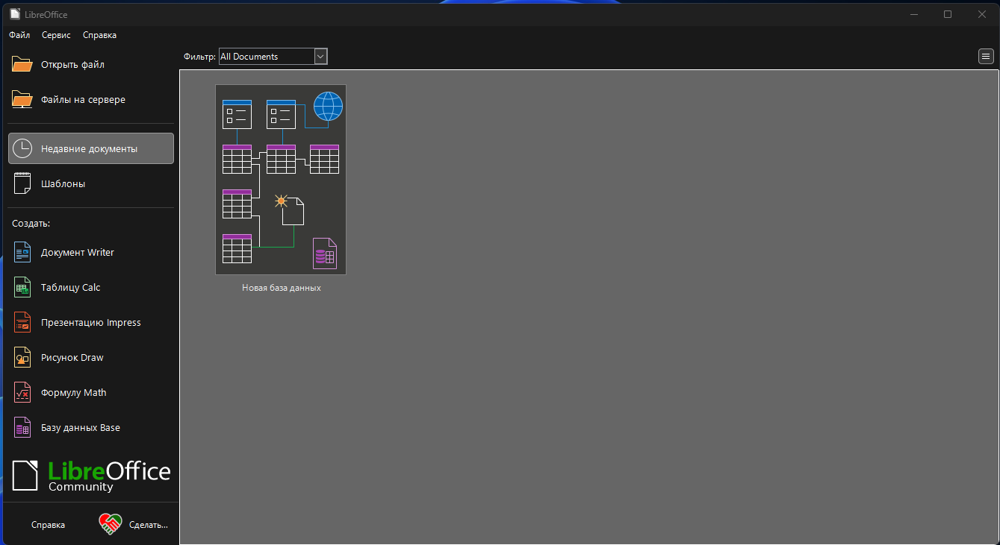 LibreOffice
Файл Сервис Справка
Открыть файл
Файлы на сервере
Недавние документы
Шаблоны
Создать:
Документ Writer
Таблицу Calc
Презентацию Impress
Рисунок Draw
Формулу Math
Базу данных Base
LibreOffice
Community
Справка Сделать...
Фильтр: All Documents
Новая база данных